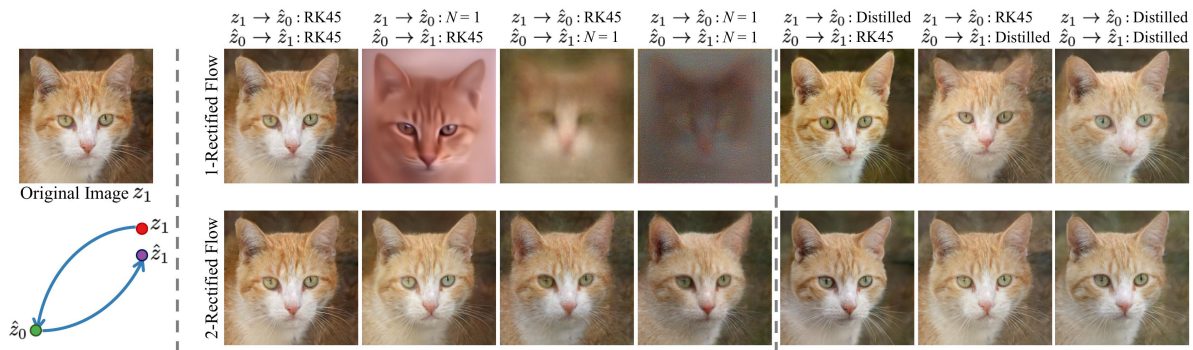 z₁ → ẑ₀ : RK45
ẑ₀ → ẑ₁ : RK45
z₁ → ẑ₀ : N = 1
ẑ₀ → ẑ₁ : RK45
z₁ → ẑ₀ : RK45
ẑ₀ → ẑ₁ : N = 1
z₁ → ẑ₀ : N = 1
ẑ₀ → ẑ₁ : N = 1
z₁ → ẑ₀ : Distilled
ẑ₀ → ẑ₁ : RK45
z₁ → ẑ₀ : RK45
ẑ₀ → ẑ₁ : Distilled
z₁ → ẑ₀ : Distilled
ẑ₀ → ẑ₁ : Distilled
1-Rectified Flow
Original Image z₁
z₁
ẑ₁
ẑ₀
2-Rectified Flow